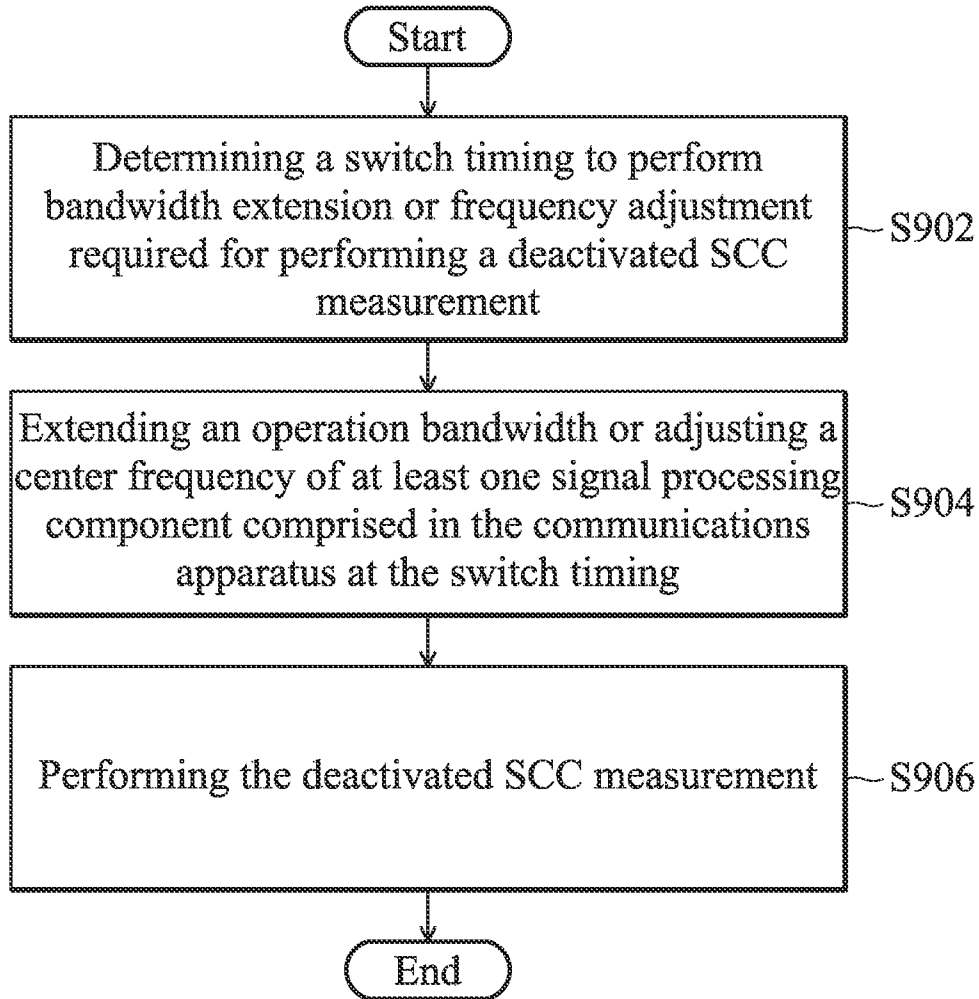 Start
Determining a switch timing to perform
bandwidth extension or frequency adjustment
required for performing a deactivated SCC
measurement
S902
Extending an operation bandwidth or adjusting a
center frequency of at least one signal processing
component comprised in the communications
apparatus at the switch timing
S904
Performing the deactivated SCC measurement
S906
End